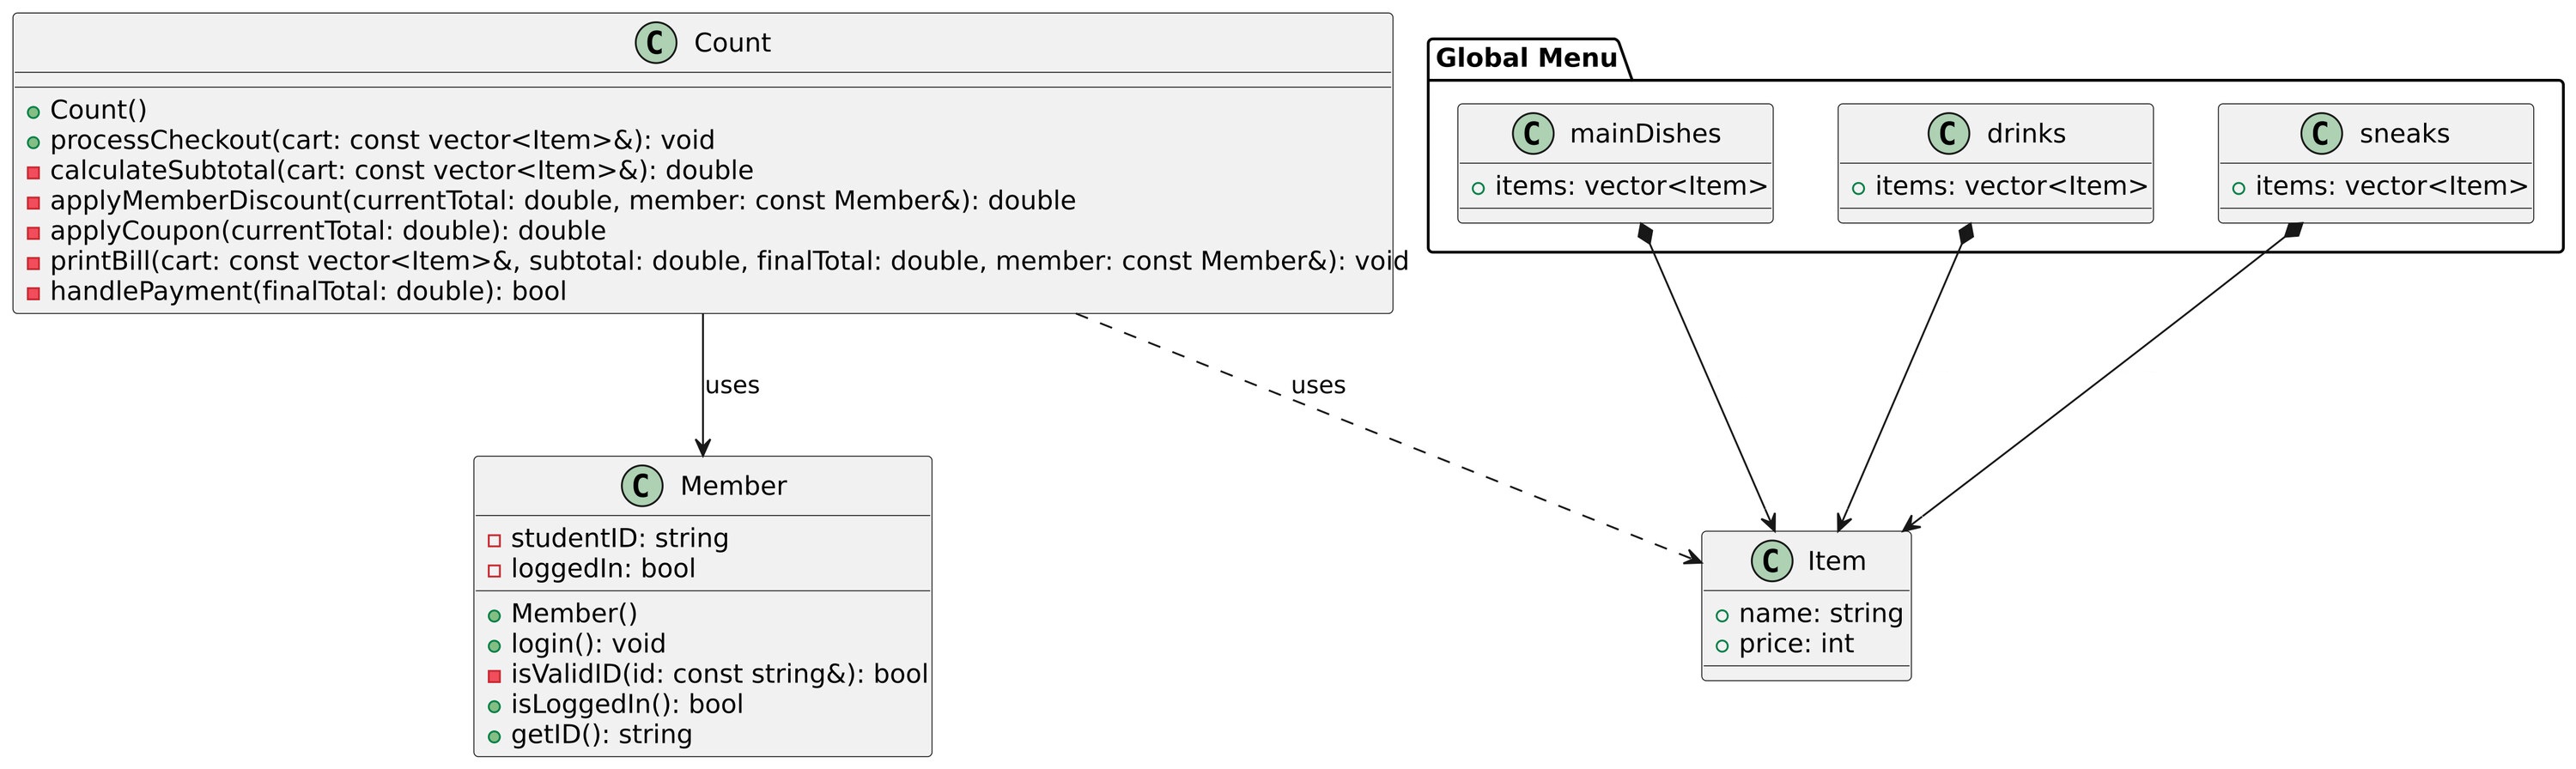 C Count
Count()
processCheckout(cart: const vector<Item>&): void
calculateSubtotal(cart: const vector<Item>&): double
applyMemberDiscount(currentTotal: double, member: const Member&): double
applyCoupon(currentTotal: double): double
printBill(cart: const vector<Item>&, subtotal: double, finalTotal: double, member: const Member&): void
handlePayment(finalTotal: double): bool
Global Menu
C mainDishes
items: vector<Item>
C drinks
items: vector<Item>
C sneaks
items: vector<Item>
uses
uses
C Member
studentID: string
loggedIn: bool
Member()
login(): void
isValidID(id: const string&): bool
isLoggedIn(): bool
getID(): string
C Item
name: string
price: int